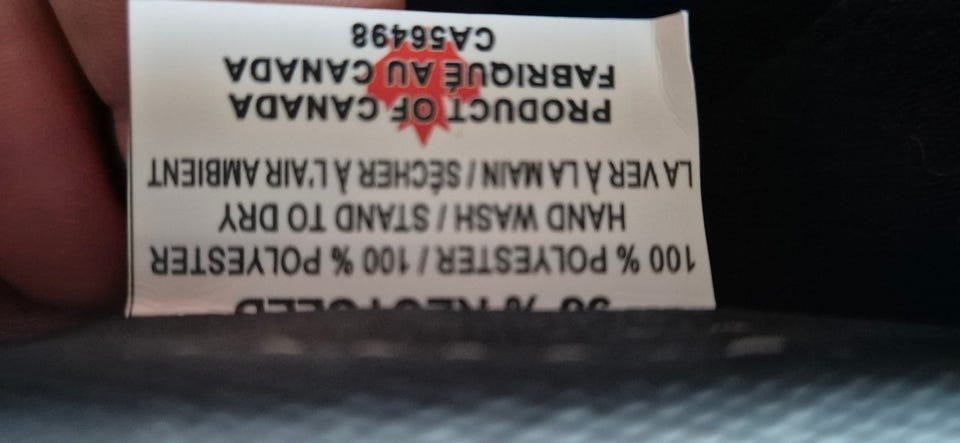 % RECYCLED
100 % POLYESTER / 100 % POLYESTER
HAND WASH / STAND TO DRY
LAVER À LA MAIN / SÉCHER À L'AIR AMBIENT
PRODUCT OF CANADA
FABRIQUÉ AU CANADA
CA56498